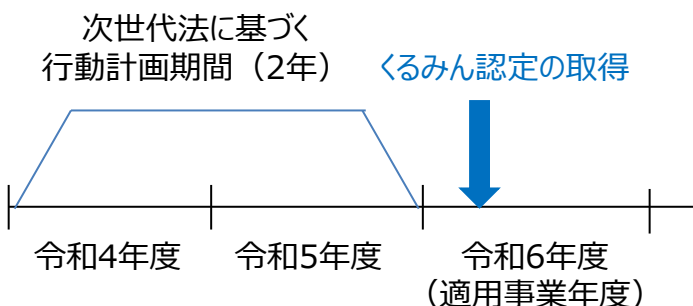 次世代法に基づく
行動計画期間（2年）
くるみん認定の取得
令和4年度
令和5年度
令和6年度
（適用事業年度）